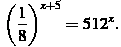 (1/8)^{x+5} = 512^x.